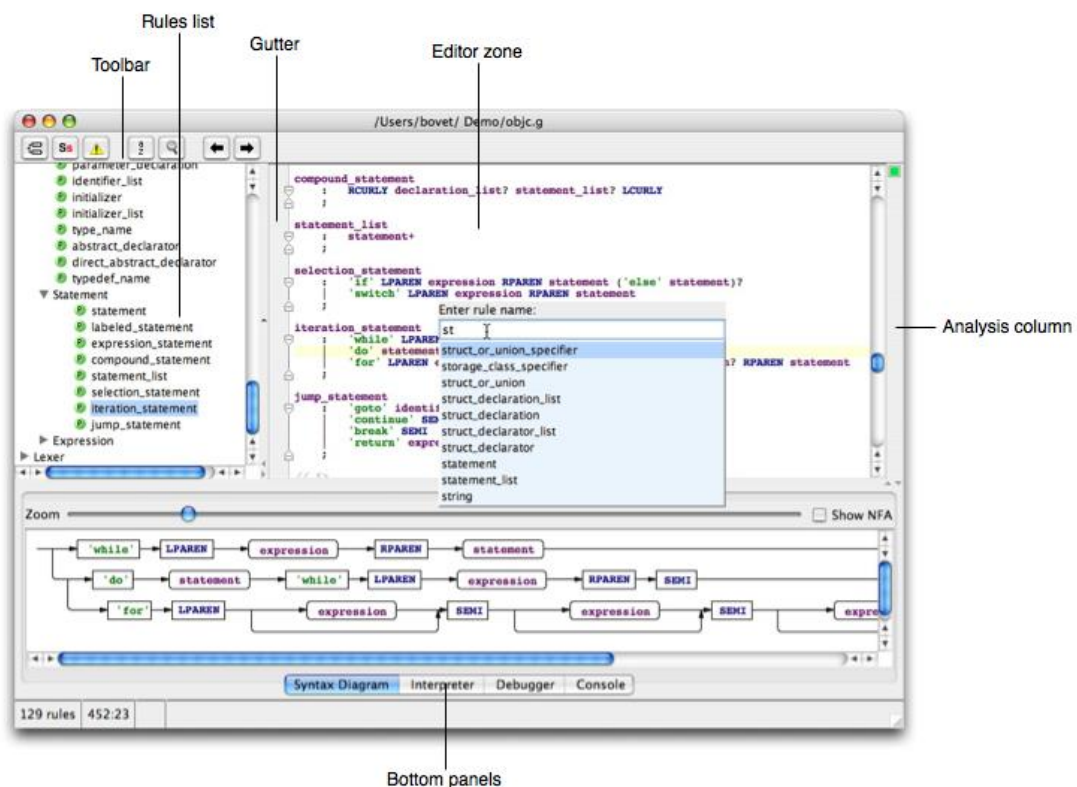 Rules list
Gutter
Editor zone
Toolbar
/Users/bovet/ Demo/objc.g
Ss
parameter_declaration
identifier_list
initializer
initializer_list
type_name
abstract_declarator
direct_abstract_declarator
typedef_name
Statement
statement
labeled_statement
expression_statement
compound_statement
statement_list
selection_statement
iteration_statement
jump_statement
Expression
Lexer
compound_statement
: RCURLY declaration_list? statement_list? LCURLY
;
statement_list
: statement+
;
selection_statement
: 'if' LPAREN expression RPAREN statement ('else' statement)?
| 'switch' LPAREN expression RPAREN statement
;
iteration_statement
: 'while' LPAREN
'do' statement
'for' LPAREN ? RPAREN statement
;
jump_statement
: 'goto'
| 'continue'
| 'break' SEMI
| 'return'
;
Enter rule name:
st
struct_or_union_specifier
storage_class_specifier
struct_or_union
struct_declaration_list
struct_declaration
struct_declarator_list
struct_declarator
statement
statement_list
string
Analysis column
Zoom
Show NFA
'while' LPAREN expression RPAREN statement
'do' statement 'while' LPAREN expression RPAREN SEMI
'for' LPAREN expression SEMI expression SEMI expre
Syntax Diagram Interpreter Debugger Console
129 rules 452:23
Bottom panels